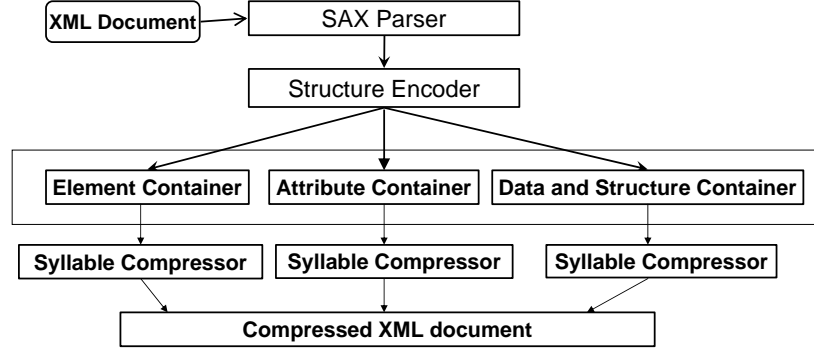 XML Document
SAX Parser
Structure Encoder
Element Container
Attribute Container
Data and Structure Container
Syllable Compressor
Syllable Compressor
Syllable Compressor
Compressed XML document